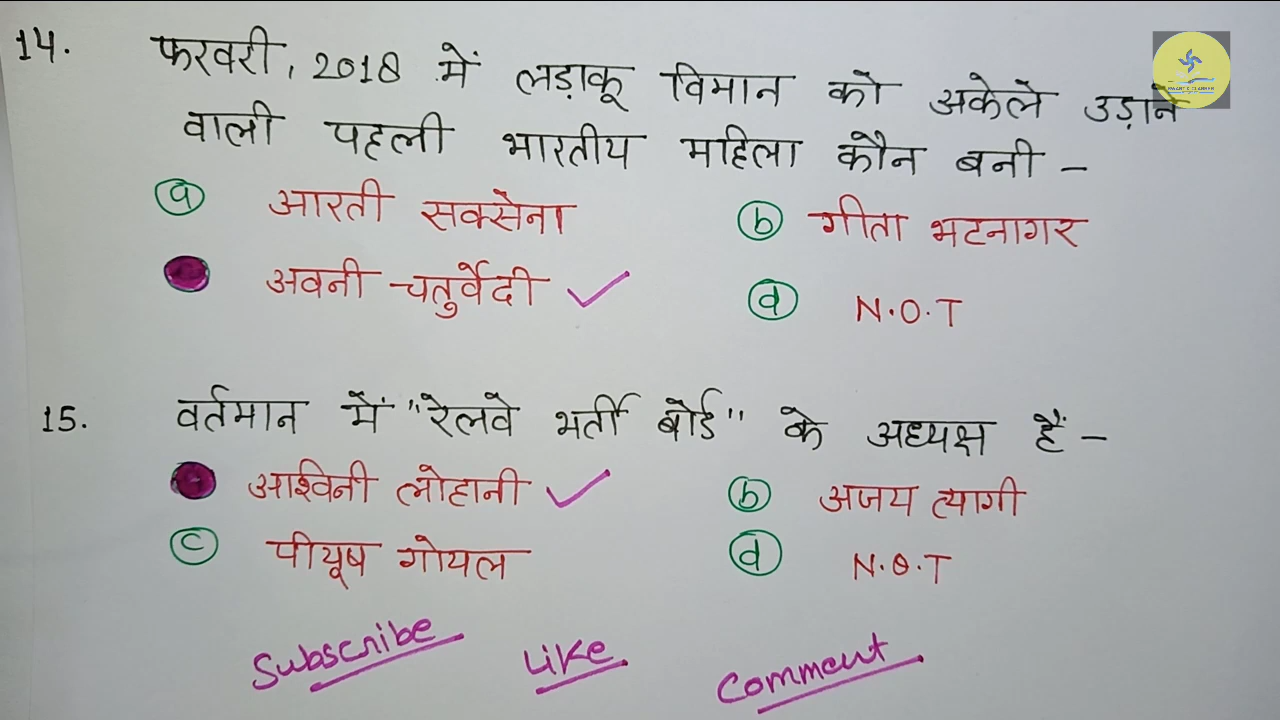 14. फरवरी, 2018 में लड़ाकू विमान को अकेले उड़ाने
वाली पहली भारतीय महिला कौन बनी -
a आरती सक्सेना b गीता भटनागर
अवनी चतुर्वेदी ✓ d N.O.T
15. वर्तमान में "रेलवे भर्ती बोर्ड" के अध्यक्ष हैं -
आश्विनी लोहानी ✓ b अजय त्यागी
c पीयूष गोयल d N.O.T
Subscribe Like Comment